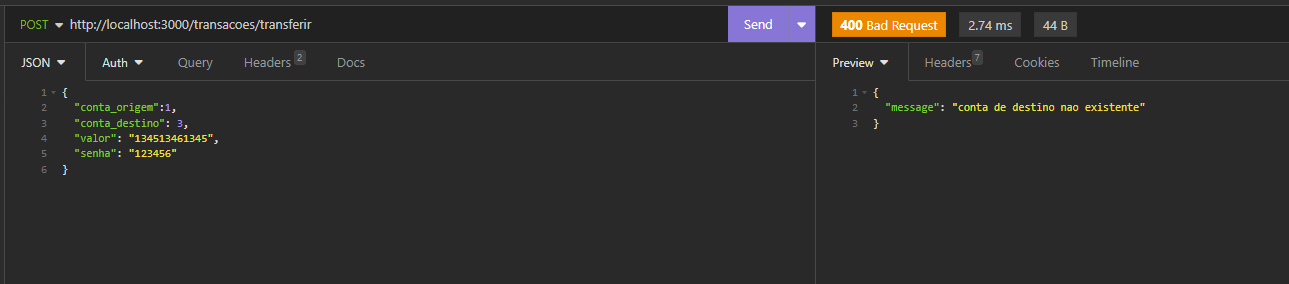 POST http://localhost:3000/transacoes/transferir Send
400 Bad Request 2.74 ms 44 B
JSON Auth Query Headers 2 Docs
Preview Headers 7 Cookies Timeline
1 {
2 "conta_origem":1,
3 "conta_destino": 3,
4 "valor": "134513461345",
5 "senha": "123456"
6 }
1 {
2 "message": "conta de destino nao existente"
3 }